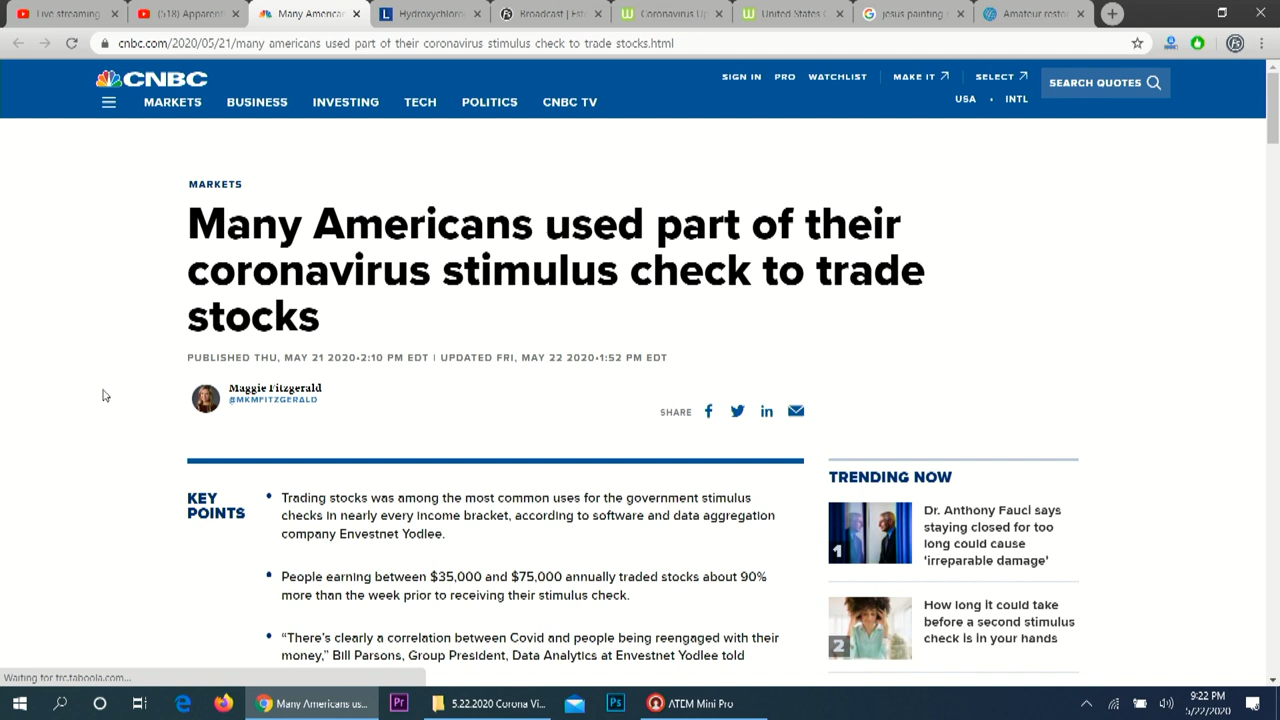 Live streaming
(518) Apparent
Many American
Hydroxychloro
Broadcast | Est
Coronavirus Up
United States C
jesus painting r
Amateur resto
cnbc.com/2020/05/21/many americans used part of their coronavirus stimulus check to trade stocks.html
CNBC
SIGN IN PRO WATCHLIST MAKE IT SELECT
USA • INTL
SEARCH QUOTES
MARKETS BUSINESS INVESTING TECH POLITICS CNBC TV
MARKETS
Many Americans used part of their
coronavirus stimulus check to trade
stocks
PUBLISHED THU, MAY 21 2020•2:10 PM EDT | UPDATED FRI, MAY 22 2020•1:52 PM EDT
Maggie Fitzgerald
@MKMFITZGERALD
SHARE
KEY
POINTS
• Trading stocks was among the most common uses for the government stimulus
checks in nearly every income bracket, according to software and data aggregation
company Envestnet Yodlee.
• People earning between $35,000 and $75,000 annually traded stocks about 90%
more than the week prior to receiving their stimulus check.
• “There’s clearly a correlation between Covid and people being reengaged with their
money,” Bill Parsons, Group President, Data Analytics at Envestnet Yodlee told
TRENDING NOW
1
Dr. Anthony Fauci says
staying closed for too
long could cause
‘irreparable damage’
2
How long it could take
before a second stimulus
check is in your hands
Waiting for trc.taboola.com...
Many Americans us...
5.22.2020 Corona Vi...
ATEM Mini Pro
9:22 PM
5/22/2020